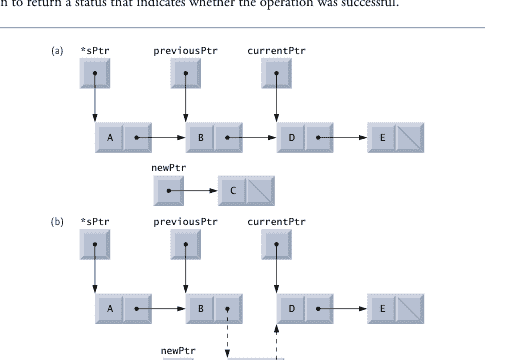 n to return a status that indicates whether the operation was successful.
(a) *sPtr previousPtr currentPtr
A B D E
newPtr
C
(b) *sPtr previousPtr currentPtr
A B D E
newPtr